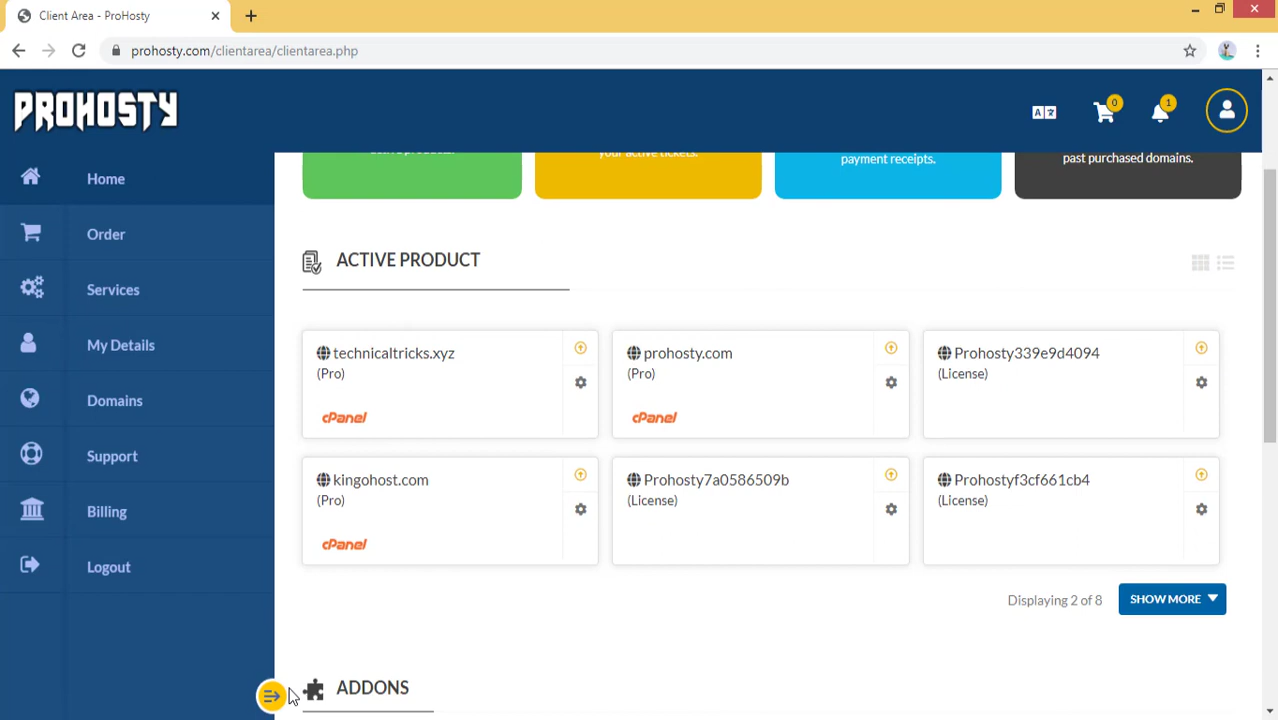 Client Area - ProHosty
prohosty.com/clientarea/clientarea.php
PROHOSTY
0
1
Home
Order
Services
My Details
Domains
Support
Billing
Logout
your active tickets.
payment receipts.
past purchased domains.
ACTIVE PRODUCT
technicaltricks.xyz
(Pro)
cPanel
prohosty.com
(Pro)
cPanel
Prohosty339e9d4094
(License)
kingohost.com
(Pro)
cPanel
Prohosty7a0586509b
(License)
Prohostyf3cf661cb4
(License)
Displaying 2 of 8
SHOW MORE
ADDONS